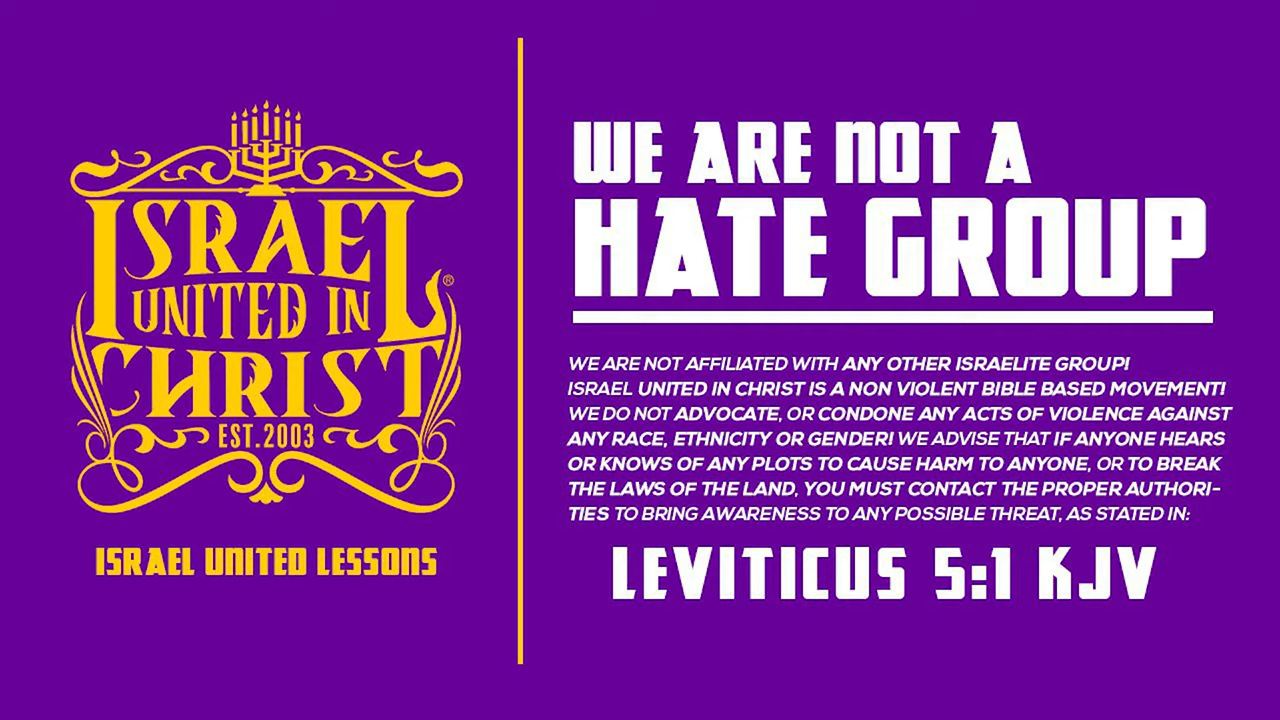 ISRAEL
UNITED IN
CHRIST
®
EST.2003
ISRAEL UNITED LESSONS
WE ARE NOT A
HATE GROUP
WE ARE NOT AFFILIATED WITH ANY OTHER ISRAELITE GROUP!
ISRAEL UNITED IN CHRIST IS A NON VIOLENT BIBLE BASED MOVEMENT!
WE DO NOT ADVOCATE, OR CONDONE ANY ACTS OF VIOLENCE AGAINST
ANY RACE, ETHNICITY OR GENDER! WE ADVISE THAT IF ANYONE HEARS
OR KNOWS OF ANY PLOTS TO CAUSE HARM TO ANYONE, OR TO BREAK
THE LAWS OF THE LAND, YOU MUST CONTACT THE PROPER AUTHORI-
TIES TO BRING AWARENESS TO ANY POSSIBLE THREAT, AS STATED IN:
LEVITICUS 5:1 KJV